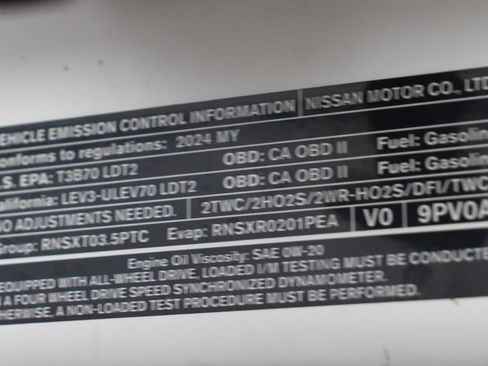 VEHICLE EMISSION CONTROL INFORMATION NISSAN MOTOR CO., LTD
conforms to regulations: 2024 MY
U.S. EPA: T3B70 LDT2 OBD: CA OBD II Fuel: Gasolin
California: LEV3-ULEV70 LDT2 OBD: CA OBD II Fuel: Gasolin
NO ADJUSTMENTS NEEDED. 2TWC/2HO2S/2WR-HO2S/DFI/TWC
Group: RNSXT03.5PTC Evap: RNSXR0201PEA V0 9PV0A
Engine Oil Viscosity: SAE 0W-20
EQUIPPED WITH ALL-WHEEL DRIVE. LOADED I/M TESTING MUST BE CONDUCTE
N A FOUR WHEEL DRIVE SPEED SYNCHRONIZED DYNAMOMETER.
OTHERWISE, A NON-LOADED TEST PROCEDURE MUST BE PERFORMED.